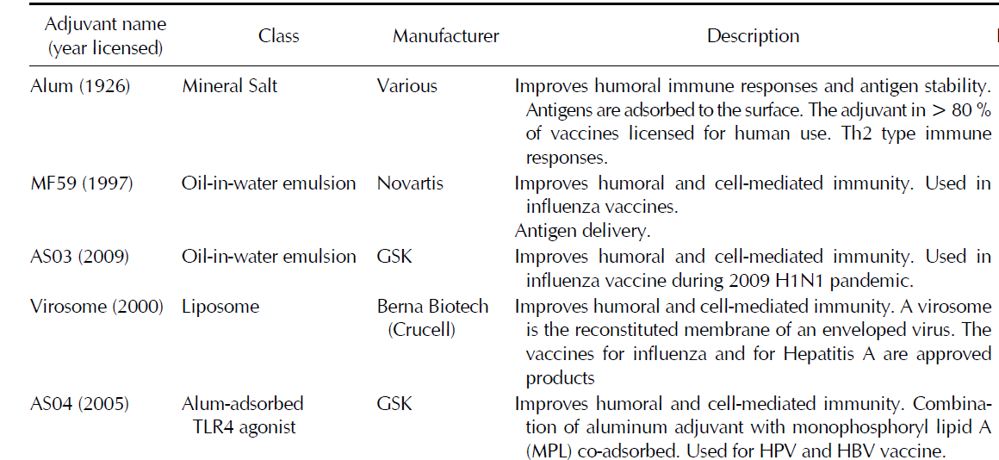 Adjuvant name
(year licensed)
Class
Manufacturer
Description
Alum (1926)
Mineral Salt
Various
Improves humoral immune responses and antigen stability.
Antigens are adsorbed to the surface. The adjuvant in > 80 %
of vaccines licensed for human use. Th2 type immune
responses.
MF59 (1997)
Oil-in-water emulsion
Novartis
Improves humoral and cell-mediated immunity. Used in
influenza vaccines.
Antigen delivery.
AS03 (2009)
Oil-in-water emulsion
GSK
Improves humoral and cell-mediated immunity. Used in
influenza vaccine during 2009 H1N1 pandemic.
Virosome (2000)
Liposome
Berna Biotech
(Crucell)
Improves humoral and cell-mediated immunity. A virosome
is the reconstituted membrane of an enveloped virus. The
vaccines for influenza and for Hepatitis A are approved
products
AS04 (2005)
Alum-adsorbed
TLR4 agonist
GSK
Improves humoral and cell-mediated immunity. Combina-
tion of aluminum adjuvant with monophosphoryl lipid A
(MPL) co-adsorbed. Used for HPV and HBV vaccine.